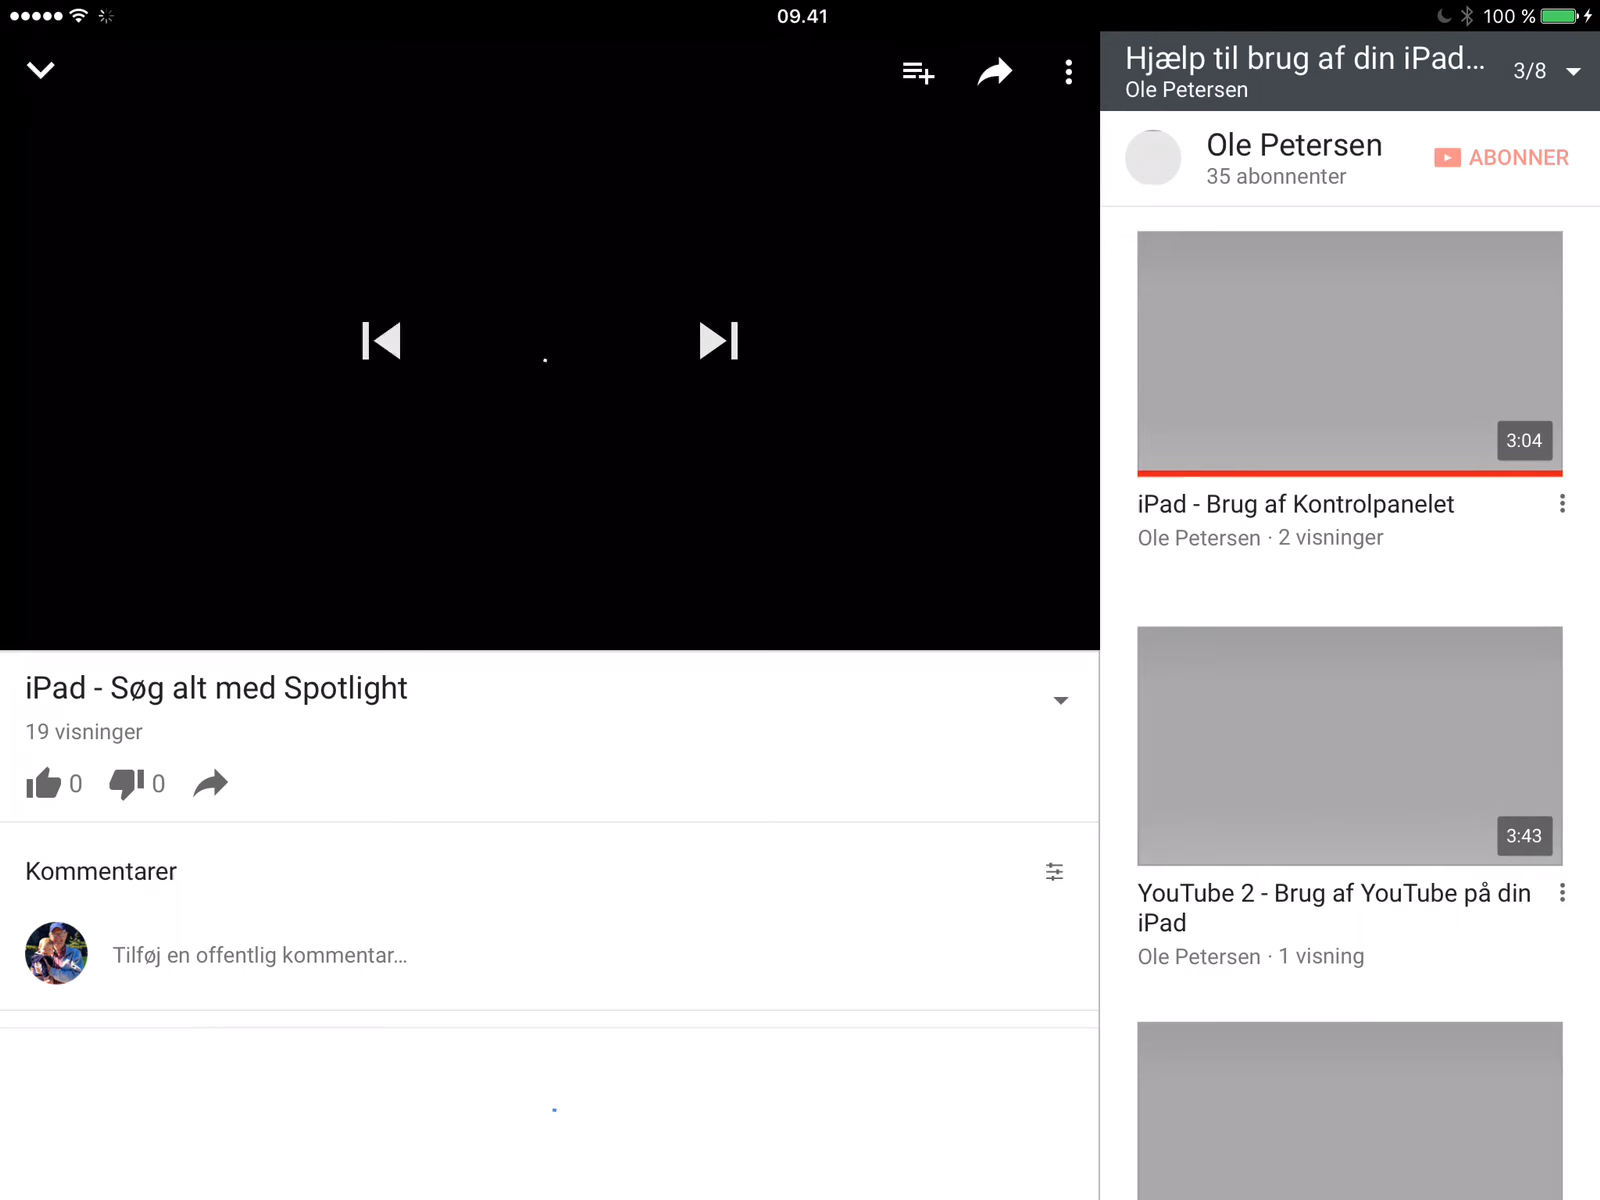 09.41
100 %
Hjælp til brug af din iPad...
Ole Petersen
3/8
Ole Petersen
35 abonnenter
ABONNER
3:04
iPad - Brug af Kontrolpanelet
Ole Petersen · 2 visninger
3:43
YouTube 2 - Brug af YouTube på din
iPad
Ole Petersen · 1 visning
iPad - Søg alt med Spotlight
19 visninger
0
0
Kommentarer
Tilføj en offentlig kommentar...